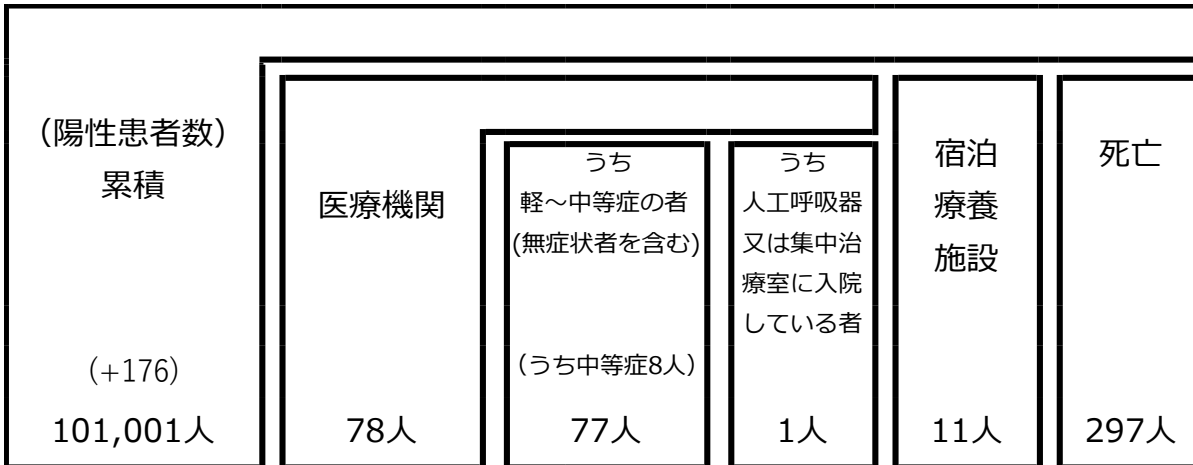 (陽性患者数)
累積
(+176)
101,001人
医療機関
78人
うち
軽～中等症の者
(無症状者を含む)
(うち中等症8人)
77人
うち
人工呼吸器
又は集中治
療室に入院
している者
1人
宿泊
療養
施設
11人
死亡
297人